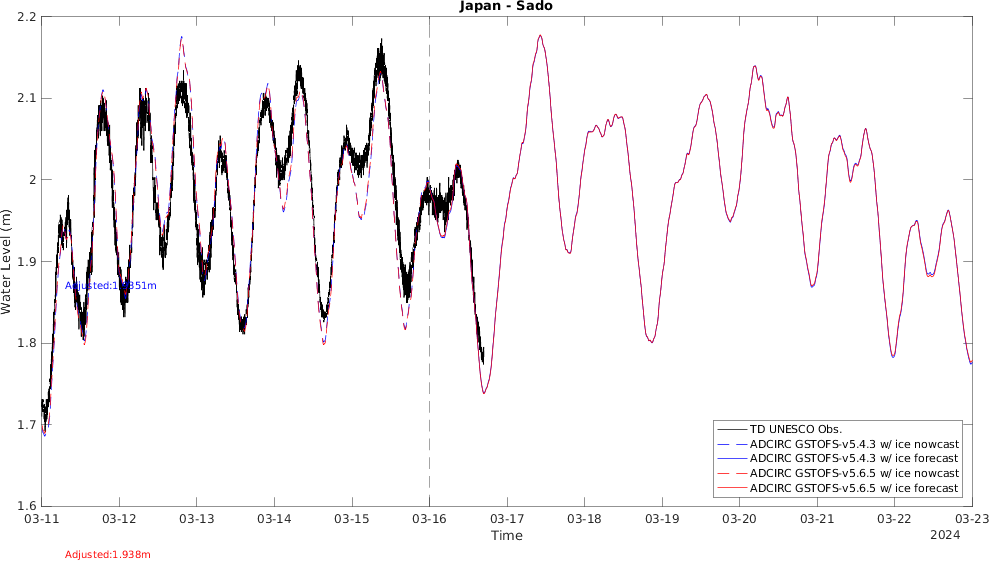 Japan - Sado
2.2
2.1
2
1.9
1.8
1.7
1.6
Water Level (m)
TD UNESCO Obs.
ADCIRC GSTOFS-v5.4.3 w/ ice nowcast
ADCIRC GSTOFS-v5.4.3 w/ ice forecast
ADCIRC GSTOFS-v5.6.5 w/ ice nowcast
ADCIRC GSTOFS-v5.6.5 w/ ice forecast
03-11 03-12 03-13 03-14 03-15 03-16 03-17 03-18 03-19 03-20 03-21 03-22 03-23
Time
2024
Adjusted:1.938m